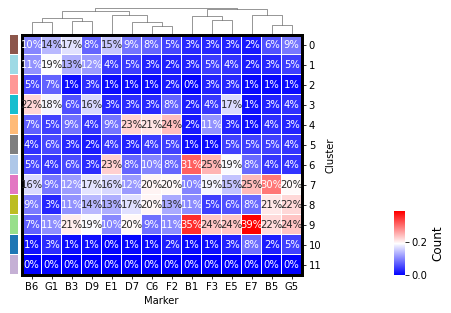 10% 14% 17% 8% 15% 9% 8% 5% 3% 3% 3% 2% 6% 9% 0
11% 19% 13% 12% 4% 5% 3% 2% 3% 5% 4% 2% 3% 5% 1
5% 7% 1% 3% 1% 1% 1% 2% 0% 3% 3% 1% 1% 1% 2
22% 18% 6% 16% 3% 3% 3% 8% 2% 4% 17% 1% 3% 4% 3
7% 5% 9% 4% 9% 23% 21% 24% 2% 11% 3% 1% 4% 3% 4
4% 6% 3% 2% 4% 3% 4% 5% 1% 1% 5% 5% 5% 4% 5
5% 4% 6% 3% 23% 8% 10% 8% 31% 25% 19% 8% 4% 4% 6
16% 9% 12% 17% 16% 12% 20% 20% 10% 19% 15% 25% 30% 20% 7
9% 3% 11% 14% 13% 17% 20% 13% 11% 5% 6% 8% 21% 22% 8
7% 11% 21% 19% 10% 20% 9% 11% 35% 24% 24% 39% 22% 24% 9
1% 3% 1% 1% 0% 1% 1% 2% 1% 1% 3% 8% 2% 5% 10
0% 0% 0% 0% 0% 0% 0% 0% 0% 0% 0% 0% 0% 0% 11
B6 G1 B3 D9 E1 D7 C6 F2 B1 F3 E5 E7 B5 G5
Marker
Cluster
0.2
0.0
Count